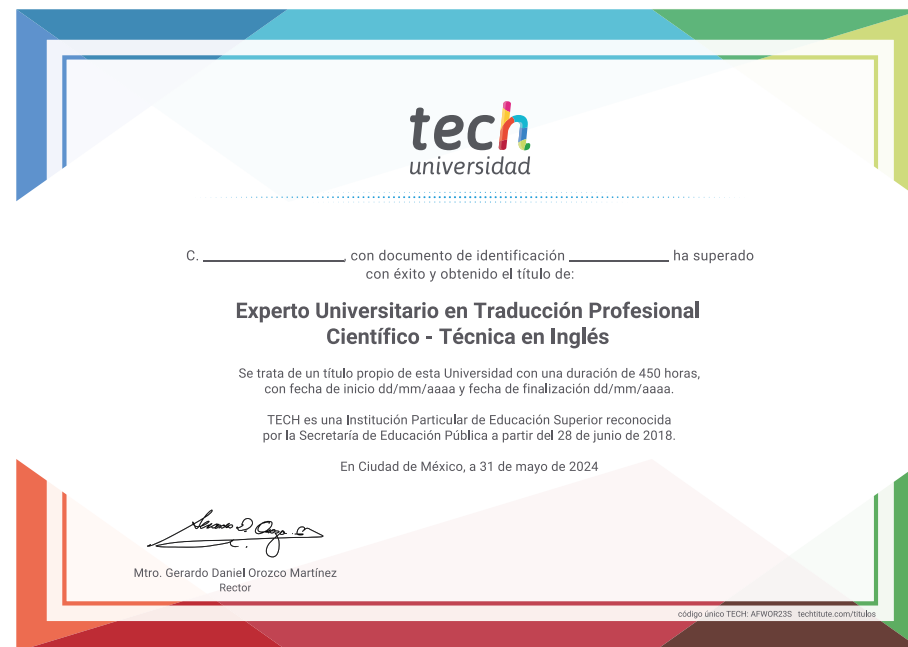 tech
universidad
C. ____________, con documento de identificación ____________ ha superado
con éxito y obtenido el título de:
Experto Universitario en Traducción Profesional
Científico - Técnica en Inglés
Se trata de un título propio de esta Universidad con una duración de 450 horas,
con fecha de inicio dd/mm/aaaa y fecha de finalización dd/mm/aaaa.
TECH es una Institución Particular de Educación Superior reconocida
por la Secretaría de Educación Pública a partir del 28 de junio de 2018.
En Ciudad de México, a 31 de mayo de 2024
Mtro. Gerardo Daniel Orozco Martínez
Rector
código único TECH: AFWOR23S techtitute.com/titulos